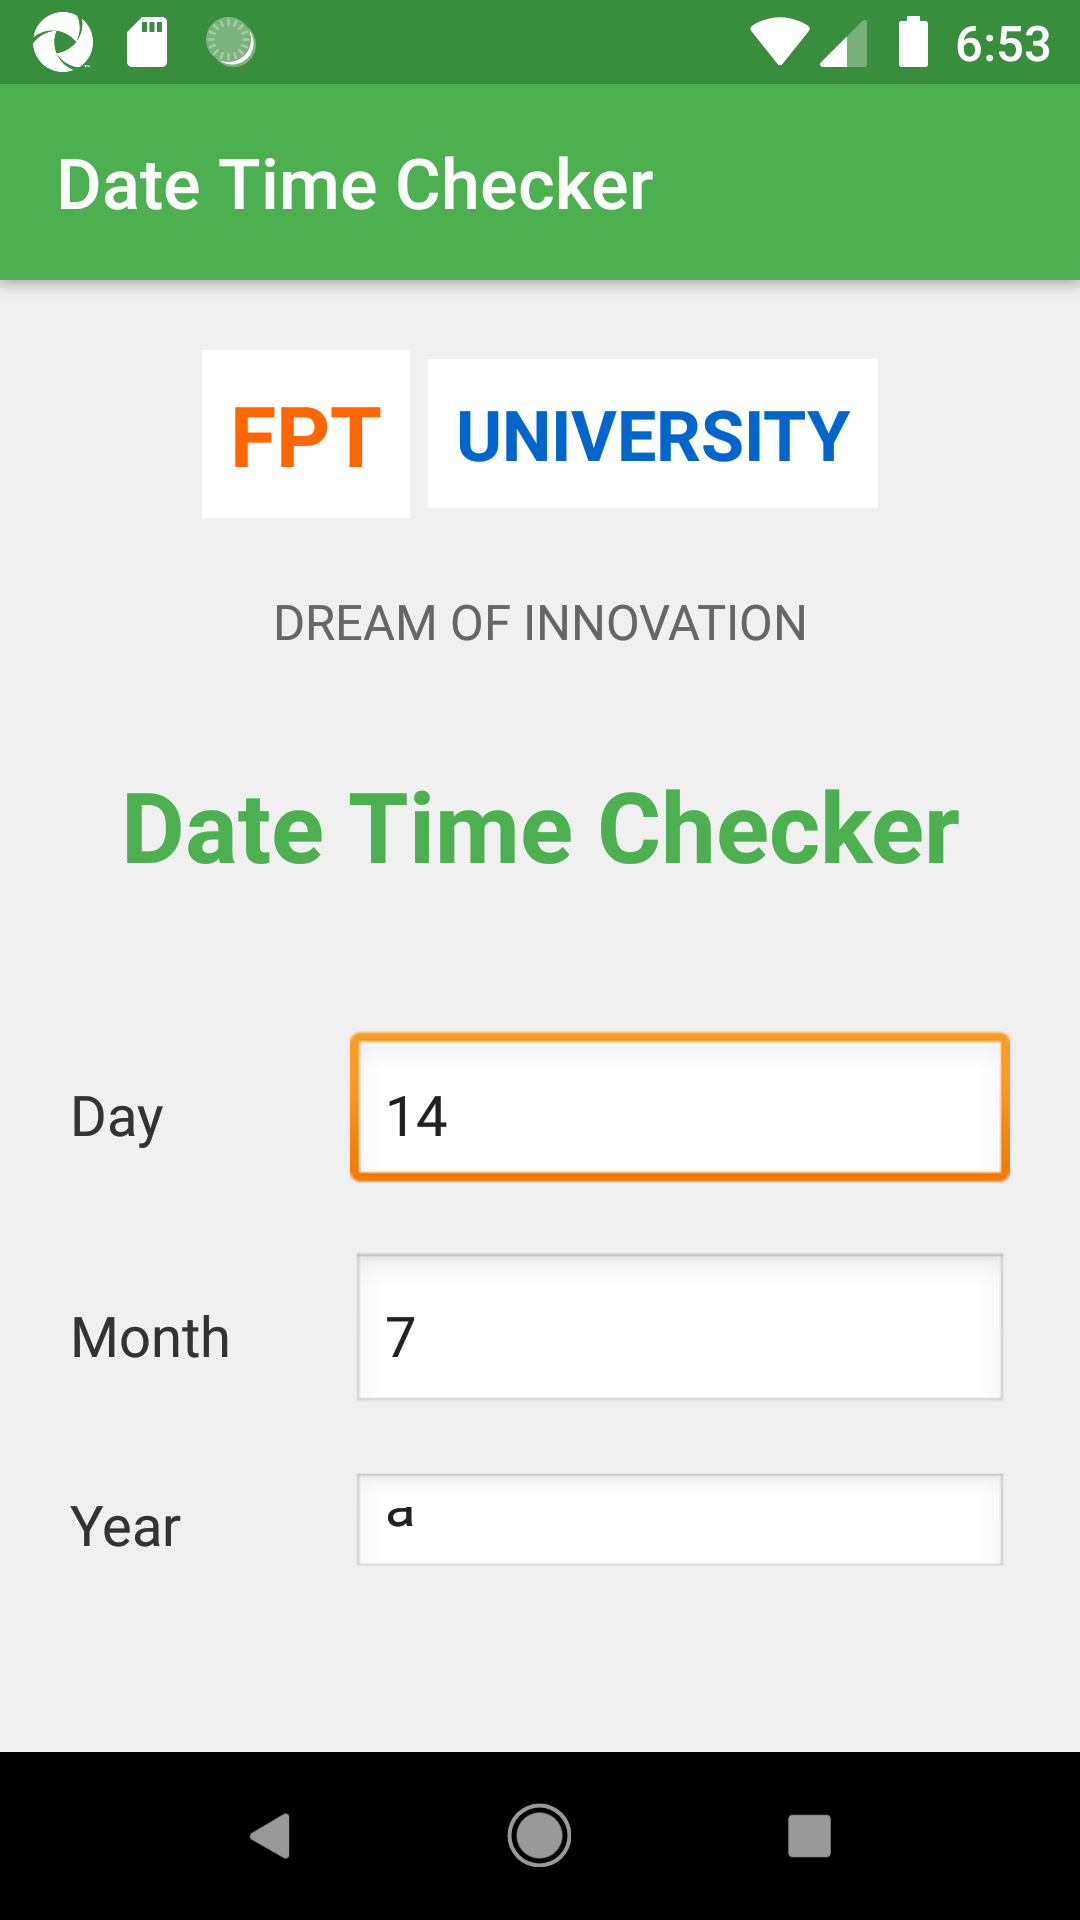 6:53
Date Time Checker
FPT UNIVERSITY
DREAM OF INNOVATION
Date Time Checker
Day 14
Month 7
Year